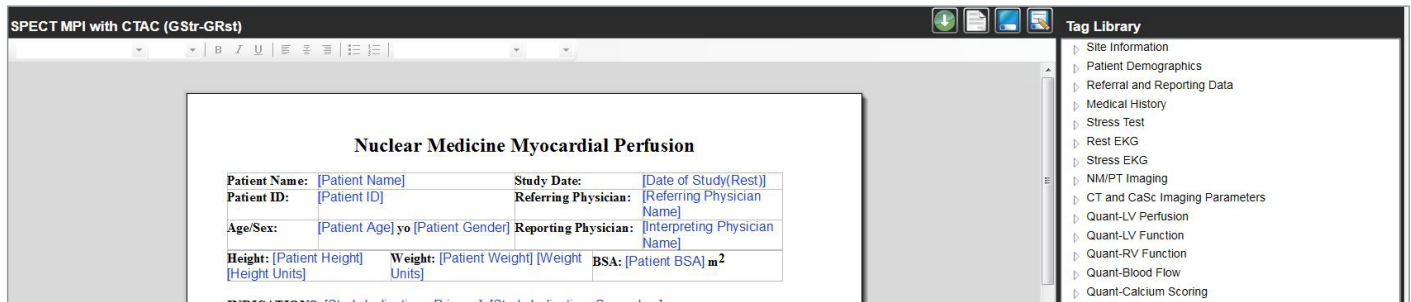 SPECT MPI with CTAC (GStr-GRst)
B I U
Nuclear Medicine Myocardial Perfusion
Patient Name: [Patient Name] Study Date: [Date of Study(Rest)]
Patient ID: [Patient ID] Referring Physician: [Referring Physician
Name]
Age/Sex: [Patient Age] yo [Patient Gender] Reporting Physician: [Interpreting Physician
Name]
Height: [Patient Height] Weight: [Patient Weight] [Weight BSA: [Patient BSA] m2
[Height Units] Units]
Tag Library
Site Information
Patient Demographics
Referral and Reporting Data
Medical History
Stress Test
Rest EKG
Stress EKG
NM/PT Imaging
CT and CaSc Imaging Parameters
Quant-LV Perfusion
Quant-LV Function
Quant-RV Function
Quant-Blood Flow
Quant-Calcium Scoring